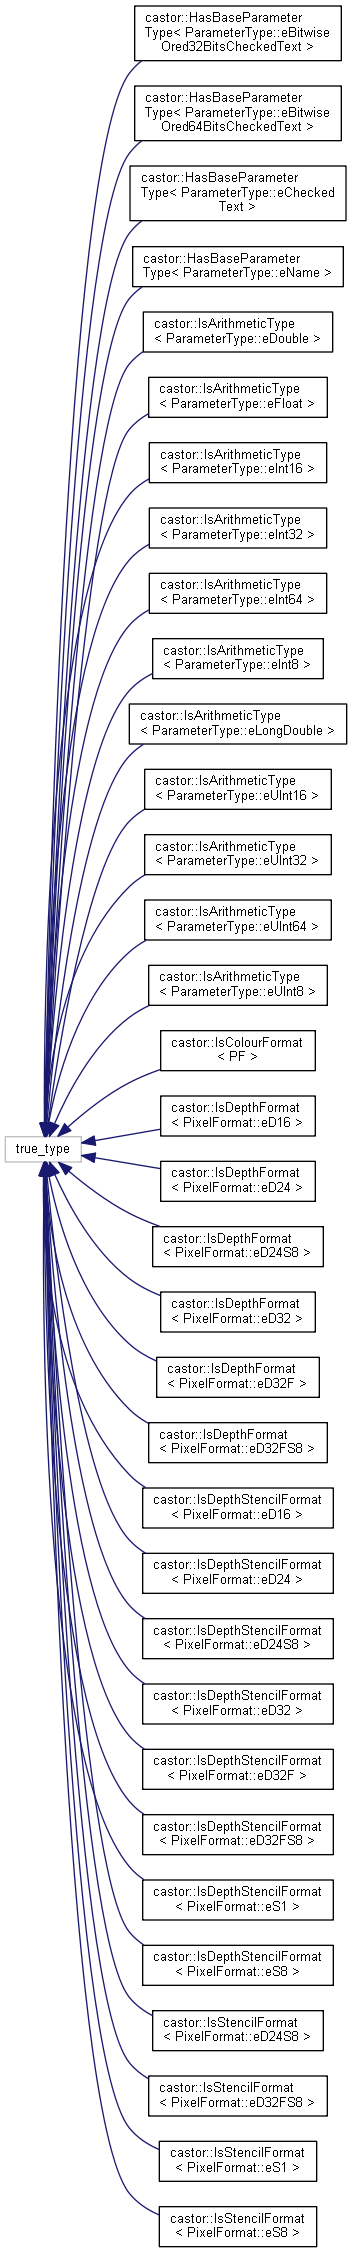 castor::HasBaseParameter
Type< ParameterType::eBitwise
Ored32BitsCheckedText >
castor::HasBaseParameter
Type< ParameterType::eBitwise
Ored64BitsCheckedText >
castor::HasBaseParameter
Type< ParameterType::eChecked
Text >
castor::HasBaseParameter
Type< ParameterType::eName >
castor::IsArithmeticType
< ParameterType::eDouble >
castor::IsArithmeticType
< ParameterType::eFloat >
castor::IsArithmeticType
< ParameterType::eInt16 >
castor::IsArithmeticType
< ParameterType::eInt32 >
castor::IsArithmeticType
< ParameterType::eInt64 >
castor::IsArithmeticType
< ParameterType::eInt8 >
castor::IsArithmeticType
< ParameterType::eLongDouble >
castor::IsArithmeticType
< ParameterType::eUInt16 >
castor::IsArithmeticType
< ParameterType::eUInt32 >
castor::IsArithmeticType
< ParameterType::eUInt64 >
castor::IsArithmeticType
< ParameterType::eUInt8 >
castor::IsColourFormat
< PF >
true_type
castor::IsDepthFormat
< PixelFormat::eD16 >
castor::IsDepthFormat
< PixelFormat::eD24 >
castor::IsDepthFormat
< PixelFormat::eD24S8 >
castor::IsDepthFormat
< PixelFormat::eD32 >
castor::IsDepthFormat
< PixelFormat::eD32F >
castor::IsDepthFormat
< PixelFormat::eD32FS8 >
castor::IsDepthStencilFormat
< PixelFormat::eD16 >
castor::IsDepthStencilFormat
< PixelFormat::eD24 >
castor::IsDepthStencilFormat
< PixelFormat::eD24S8 >
castor::IsDepthStencilFormat
< PixelFormat::eD32 >
castor::IsDepthStencilFormat
< PixelFormat::eD32F >
castor::IsDepthStencilFormat
< PixelFormat::eD32FS8 >
castor::IsDepthStencilFormat
< PixelFormat::eS1 >
castor::IsDepthStencilFormat
< PixelFormat::eS8 >
castor::IsStencilFormat
< PixelFormat::eD24S8 >
castor::IsStencilFormat
< PixelFormat::eD32FS8 >
castor::IsStencilFormat
< PixelFormat::eS1 >
castor::IsStencilFormat
< PixelFormat::eS8 >